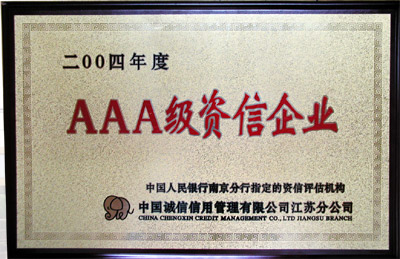 二00四年度
AAA级资信企业
中国人民银行南京分行指定的资信评估机构
中国诚信信用管理有限公司江苏分公司
CHINA CHENGXIN CREDIT MANAGEMENT CO., LTD JIANGSU BRANCH